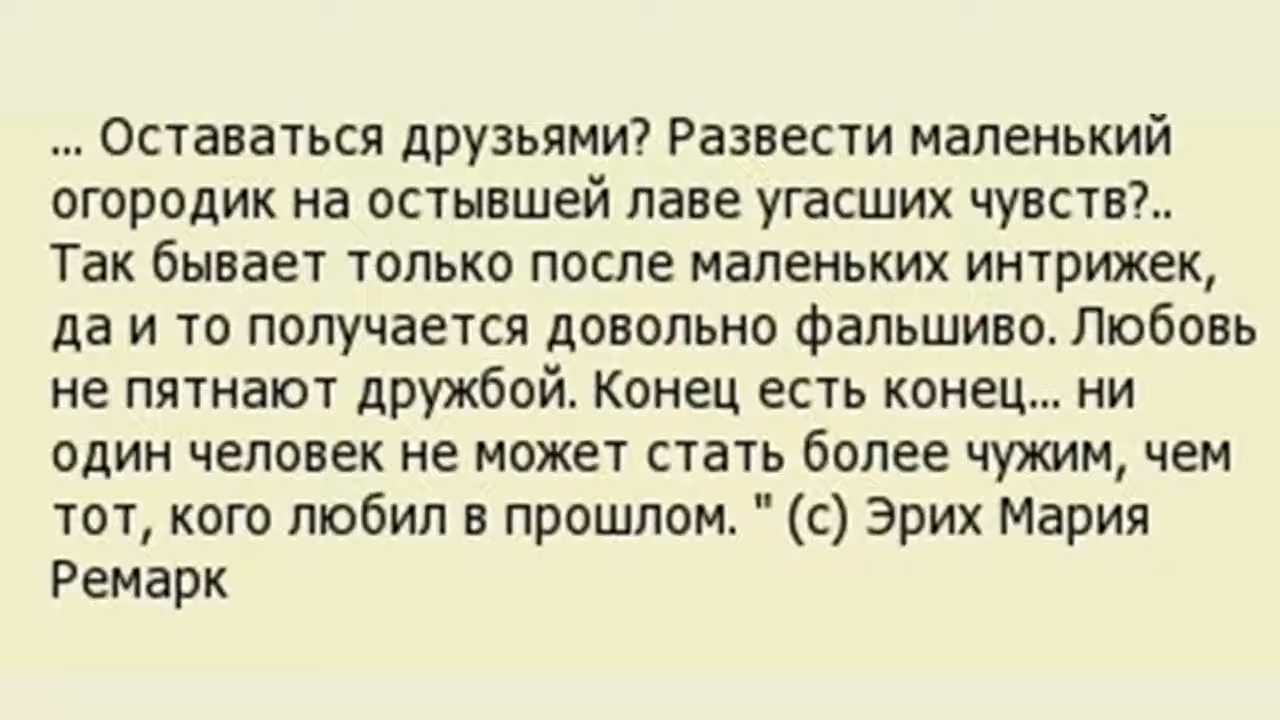 ... Оставаться друзьями? Развести маленький
огородик на остывшей лаве угасших чувств?..
Так бывает только после маленьких интрижек,
да и то получается довольно фальшиво. Любовь
не пятнают дружбой. Конец есть конец... ни
один человек не может стать более чужим, чем
тот, кого любил в прошлом. " (с) Эрих Мария
Ремарк